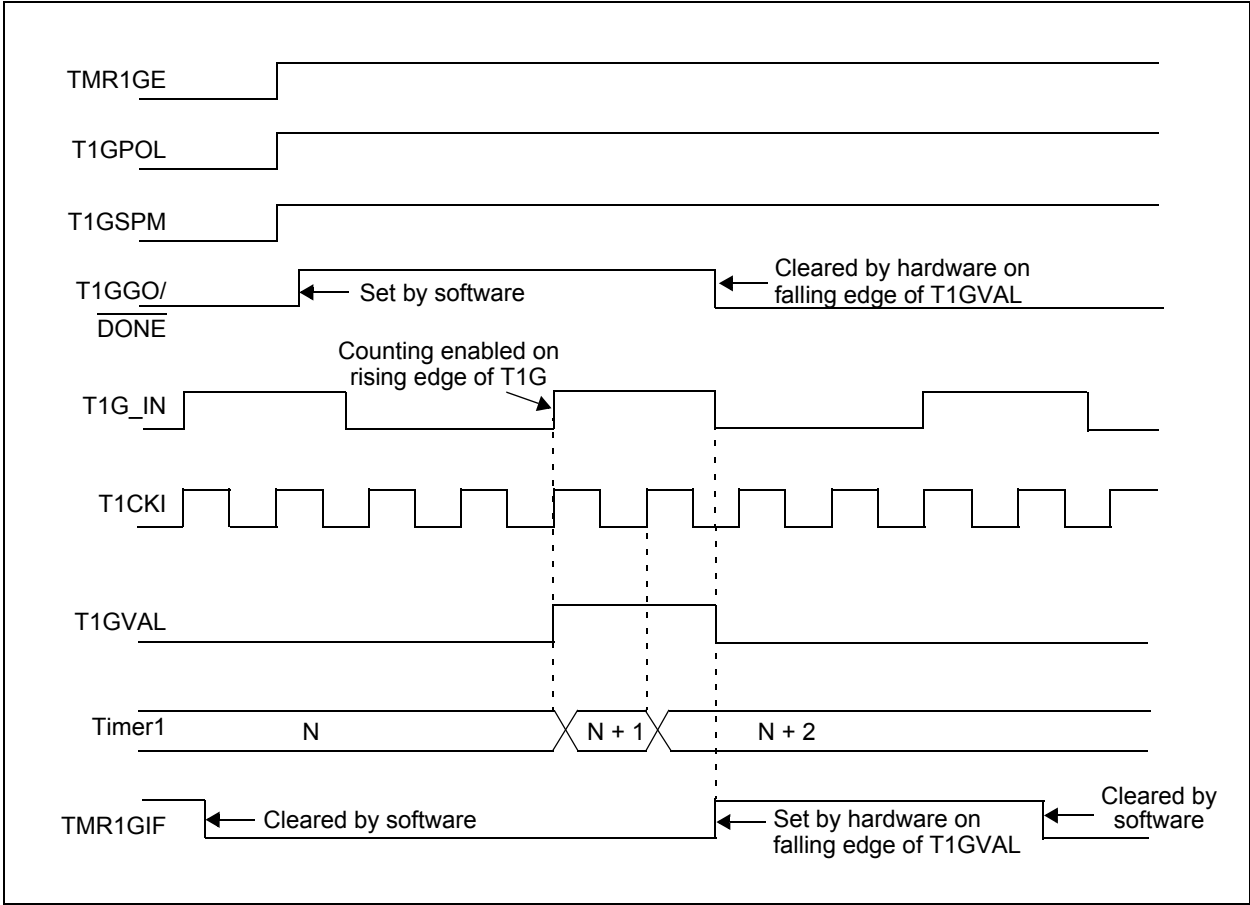 TMR1GE
T1GPOL
T1GSPM
T1GGO/
DONE
Set by software
Cleared by hardware on
falling edge of T1GVAL
Counting enabled on
rising edge of T1G
T1G_IN
T1CKI
T1GVAL
Timer1
N
N + 1
N + 2
TMR1GIF
Cleared by software
Set by hardware on
falling edge of T1GVAL
Cleared by
software